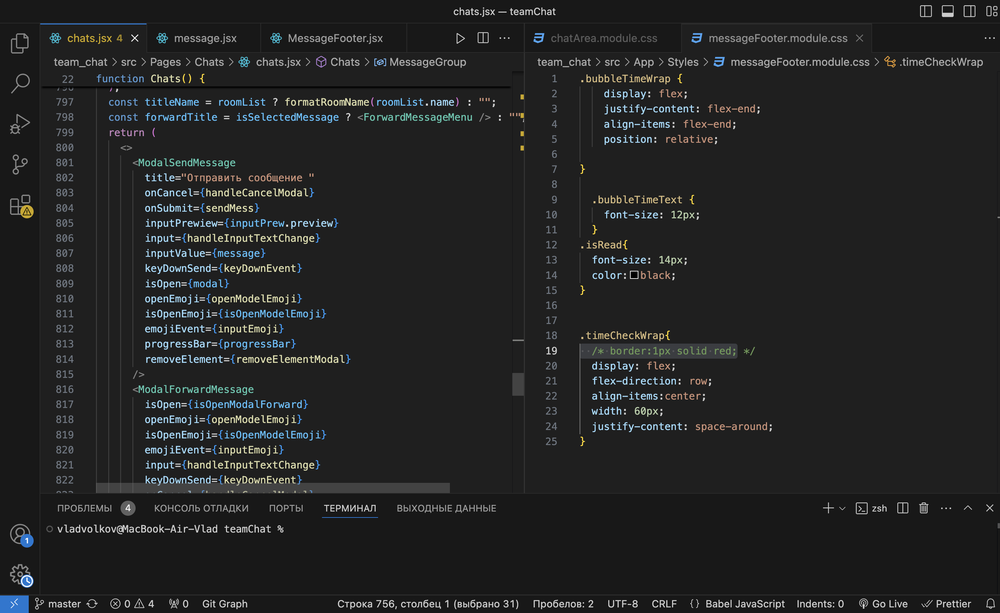 chats.jsx — teamChat
chats.jsx 4
message.jsx
MessageFooter.jsx
team_chat > src > Pages > Chats > chats.jsx > Chats > MessageGroup
22 function Chats() {
796 );
797 const titleName = roomList ? formatRoomName(roomList.name) : "";
798 const forwardTitle = isSelectedMessage ? <ForwardMessageMenu /> : "";
799 return (
800 <>
801 <ModalSendMessage
802 title="Отправить сообщение "
803 onCancel={handleCancelModal}
804 onSubmit={sendMess}
805 inputPrewiew={inputPrew.preview}
806 input={handleInputTextChange}
807 inputValue={message}
808 keyDownSend={keyDownEvent}
809 isOpen={modal}
810 openEmoji={openModelEmoji}
811 isOpenEmoji={isOpenModelEmoji}
812 emojiEvent={inputEmoji}
813 progressBar={progressBar}
814 removeElement={removeElementModal}
815 />
816 <ModalForwardMessage
817 isOpen={isOpenModalForward}
818 openEmoji={openModelEmoji}
819 isOpenEmoji={isOpenModelEmoji}
820 emojiEvent={inputEmoji}
821 input={handleInputTextChange}
822 keyDownSend={keyDownEvent}
chatArea.module.css
messageFooter.module.css
team_chat > src > App > Styles > messageFooter.module.css > .timeCheckWrap
1 .bubbleTimeWrap {
2 display: flex;
3 justify-content: flex-end;
4 align-items: flex-end;
5 position: relative;
6
7 }
8
9 .bubbleTimeText {
10 font-size: 12px;
11 }
12 .isRead{
13 font-size: 14px;
14 color:black;
15 }
16
17
18 .timeCheckWrap{
19 /* border:1px solid red; */
20 display: flex;
21 flex-direction: row;
22 align-items:center;
23 width: 60px;
24 justify-content: space-around;
25 }
ПРОБЛЕМЫ 4 КОНСОЛЬ ОТЛАДКИ ПОРТЫ ТЕРМИНАЛ ВЫХОДНЫЕ ДАННЫЕ
zsh
vladvolkov@MacBook-Air-Vlad teamChat %
1
master 0 4 0 Git Graph Строка 756, столбец 1 (выбрано 31) Пробелов: 2 UTF-8 CRLF {} Babel JavaScript Indents: 0 Go Live Prettier